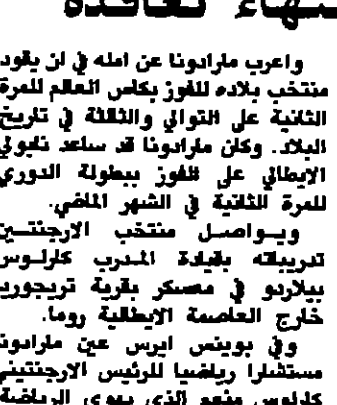 نتهاء تعاقده
واعرب مارادونا عن امله في ان يقود
منتخب بلاده للفوز بكاس العالم للمرة
الثانية على التوالي والثالثة في تاريخ
البلاد. وكان مارادونا قد ساعد نابولي
الايطالي على الفوز ببطولة الدوري
للمرة الثانية في الشهر الماضي.
ويواصل منتخب الارجنتين
تدريباته بقيادة المدرب كارلوس
بيلاردو في معسكر بقرية تريجوريا
خارج العاصمة الايطالية روما.
وفي بوينس ايرس عين مارادونا
مستشارا رياضيا للرئيس الارجنتيني
كارلوس منعم الذي يهوى الرياضة